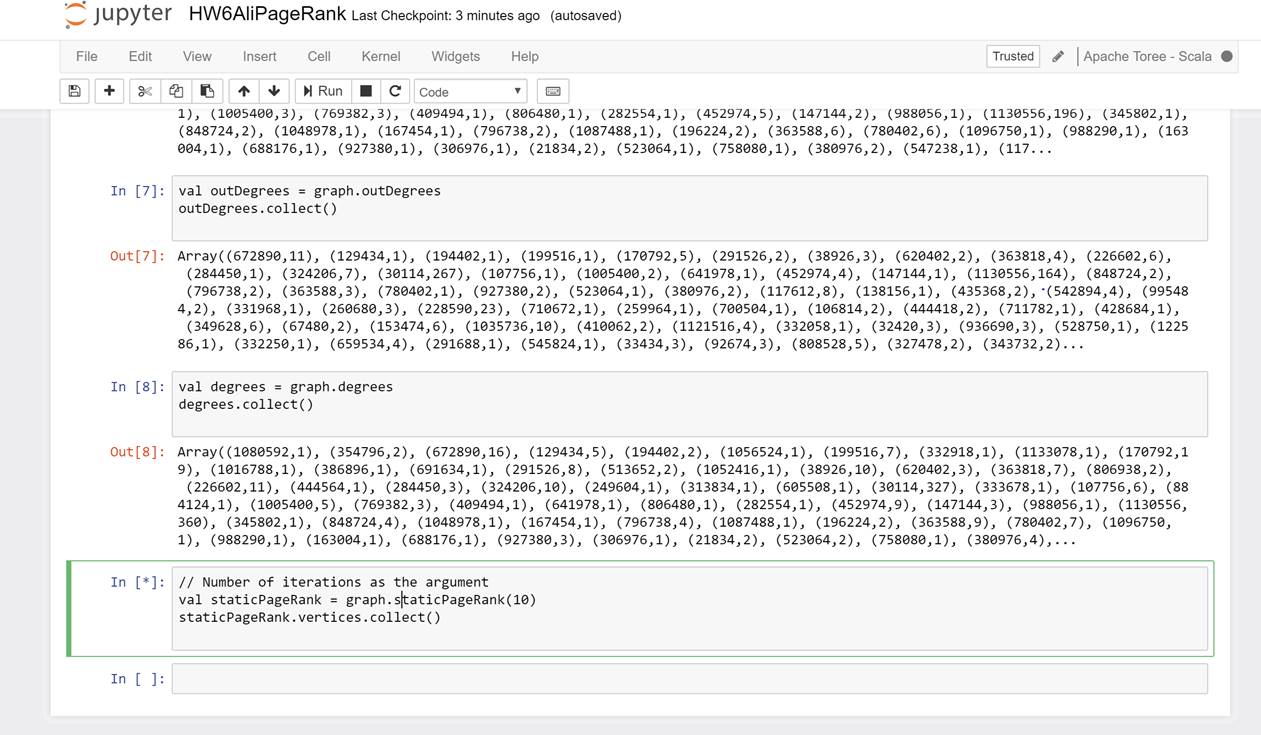 jupyter HW6AliPageRank Last Checkpoint: 3 minutes ago (autosaved)
File Edit View Insert Cell Kernel Widgets Help Trusted Apache Toree - Scala
Run Code
1), (1005400,3), (769382,3), (409494,1), (806480,1), (282554,1), (452974,5), (147144,2), (988056,1), (1130556,196), (345802,1),
(848724,2), (1048978,1), (167454,1), (796738,2), (1087488,1), (196224,2), (363588,6), (780402,6), (1096750,1), (988290,1), (163
004,1), (688176,1), (927380,1), (306976,1), (21834,2), (523064,1), (758080,1), (380976,2), (547238,1), (117...
In [7]: val outDegrees = graph.outDegrees
outDegrees.collect()
Out[7]: Array((672890,11), (129434,1), (194402,1), (199516,1), (170792,5), (291526,2), (38926,3), (620402,2), (363818,4), (226602,6),
(284450,1), (324206,7), (30114,267), (107756,1), (1005400,2), (641978,1), (452974,4), (147144,1), (1130556,164), (848724,2),
(796738,2), (363588,3), (780402,1), (927380,2), (523064,1), (380976,2), (117612,8), (138156,1), (435368,2), (542894,4), (99548
4,2), (331968,1), (260680,3), (228590,23), (710672,1), (259964,1), (700504,1), (106814,2), (444418,2), (711782,1), (428684,1),
(349628,6), (67480,2), (153474,6), (1035736,10), (410062,2), (1121516,4), (332058,1), (32420,3), (936690,3), (528750,1), (1225
86,1), (332250,1), (659534,4), (291688,1), (545824,1), (33434,3), (92674,3), (808528,5), (327478,2), (343732,2)...
In [8]: val degrees = graph.degrees
degrees.collect()
Out[8]: Array((1080592,1), (354796,2), (672890,16), (129434,5), (194402,2), (1056524,1), (199516,7), (332918,1), (1133078,1), (170792,1
9), (1016788,1), (386896,1), (691634,1), (291526,8), (513652,2), (1052416,1), (38926,10), (620402,3), (363818,7), (806938,2),
(226602,11), (444564,1), (284450,3), (324206,10), (249604,1), (313834,1), (605508,1), (30114,327), (333678,1), (107756,6), (88
4124,1), (1005400,5), (769382,3), (409494,1), (641978,1), (806480,1), (282554,1), (452974,9), (147144,3), (988056,1), (1130556,
360), (345802,1), (848724,4), (1048978,1), (167454,1), (796738,4), (1087488,1), (196224,2), (363588,9), (780402,7), (1096750,
1), (988290,1), (163004,1), (688176,1), (927380,3), (306976,1), (21834,2), (523064,2), (758080,1), (380976,4),...
In [*]: // Number of iterations as the argument
val staticPageRank = graph.staticPageRank(10)
staticPageRank.vertices.collect()
In [ ]: